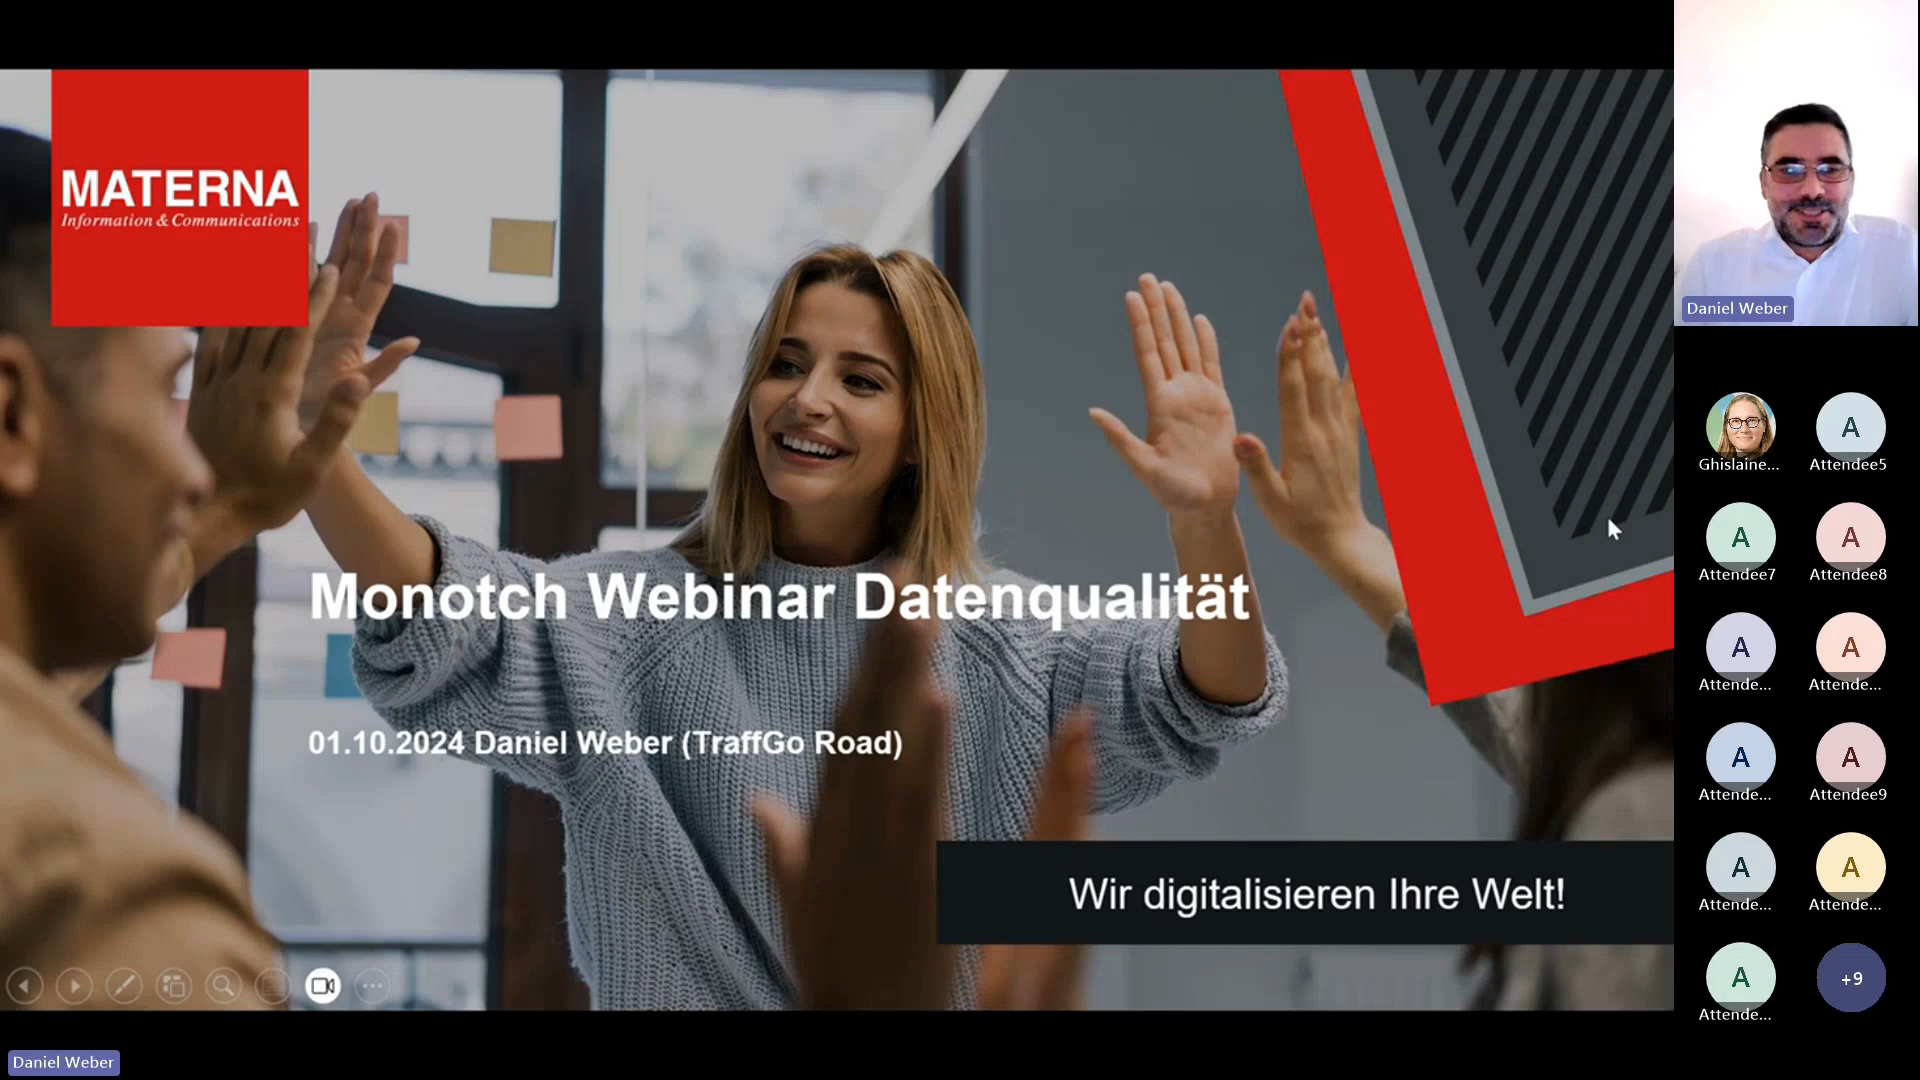 MATERNA
Information & Communications
Monotch Webinar Datenqualität
01.10.2024 Daniel Weber (TraffGo Road)
Wir digitalisieren Ihre Welt!
Daniel Weber
Daniel Weber
Ghislaine...
A
Attendee5
A
Attendee7
A
Attendee8
A
Attende...
A
Attende...
A
Attende...
A
Attendee9
A
Attende...
A
Attende...
A
Attende...
+9